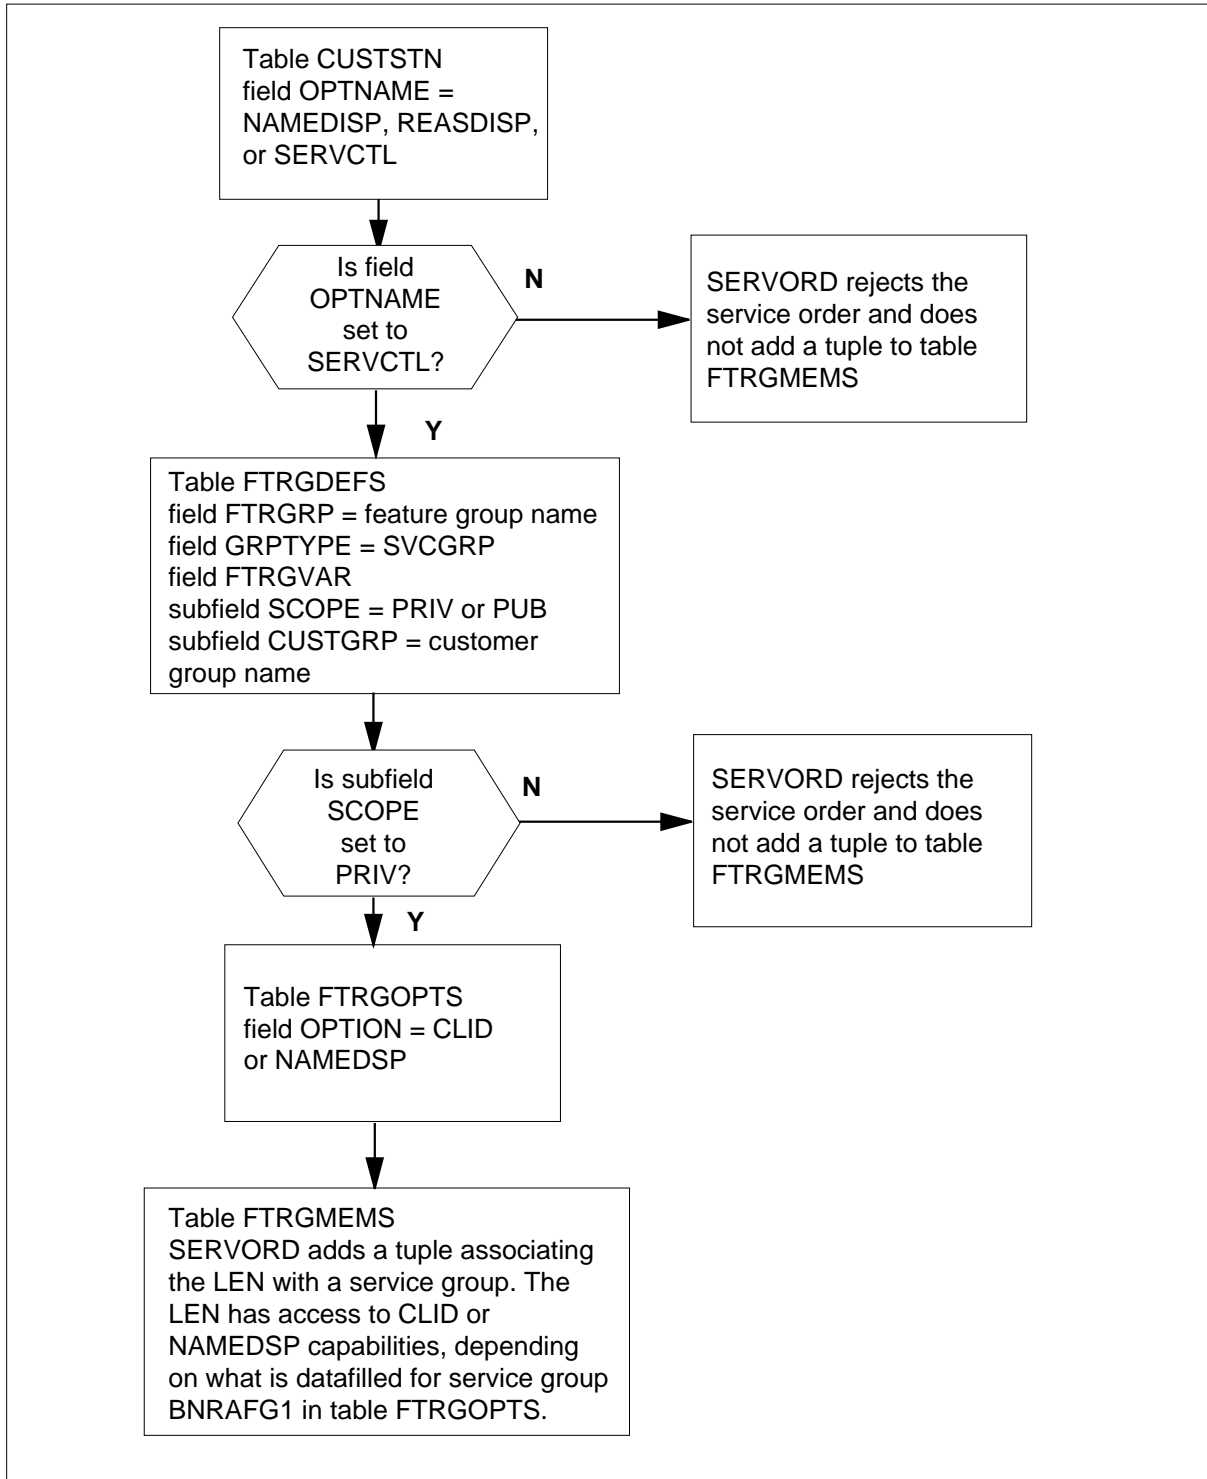 Table CUSTSTN
field OPTNAME =
NAMEDISP, REASDISP,
or SERVCTL
Is field
OPTNAME
set to
SERVCTL?
N
SERVORD rejects the
service order and does
not add a tuple to table
FTRGMEMS
Y
Table FTRGDEFS
field FTRGRP = feature group name
field GRPTYPE = SVCGRP
field FTRGVAR
subfield SCOPE = PRIV or PUB
subfield CUSTGRP = customer
group name
Is subfield
SCOPE
set to
PRIV?
N
SERVORD rejects the
service order and does
not add a tuple to table
FTRGMEMS
Y
Table FTRGOPTS
field OPTION = CLID
or NAMEDSP
Table FTRGMEMS
SERVORD adds a tuple associating
the LEN with a service group. The
LEN has access to CLID or
NAMEDSP capabilities, depending
on what is datafilled for service group
BNRAFG1 in table FTRGOPTS.